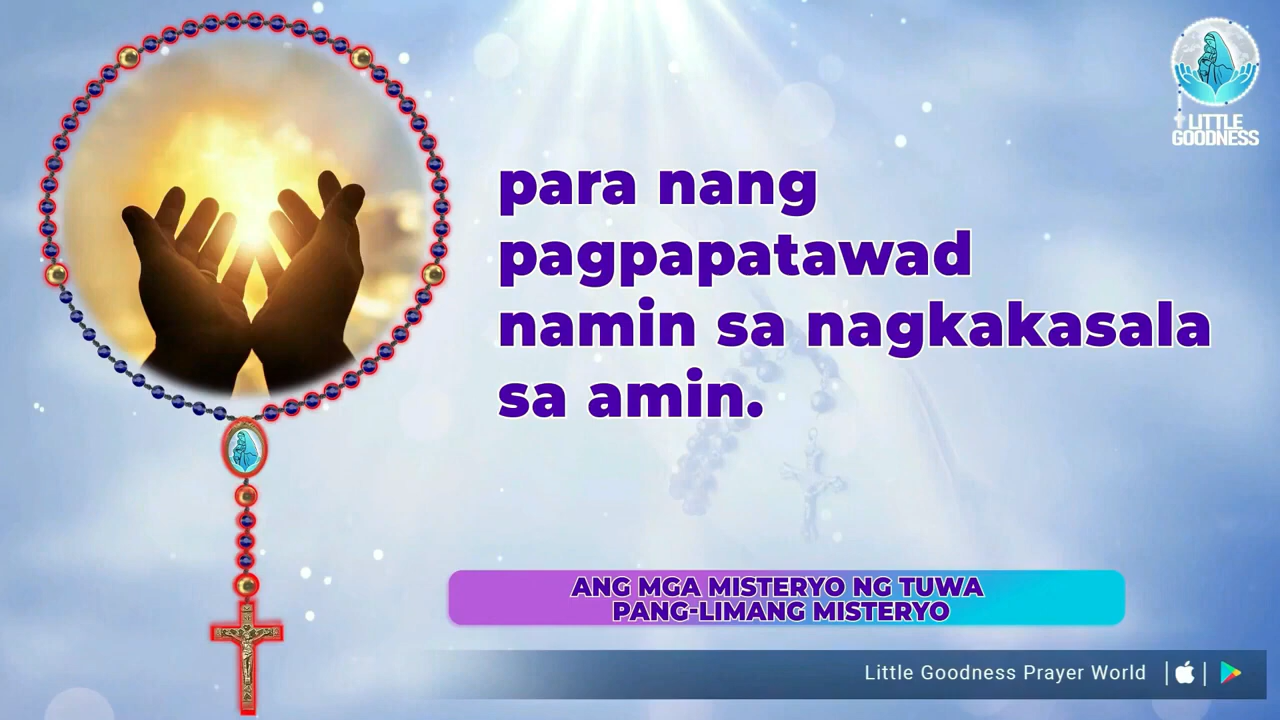 LITTLE
GOODNESS
para nang
pagpapatawad
namin sa nagkakasala
sa amin.
ANG MGA MISTERYO NG TUWA
PANG-LIMANG MISTERYO
Little Goodness Prayer World